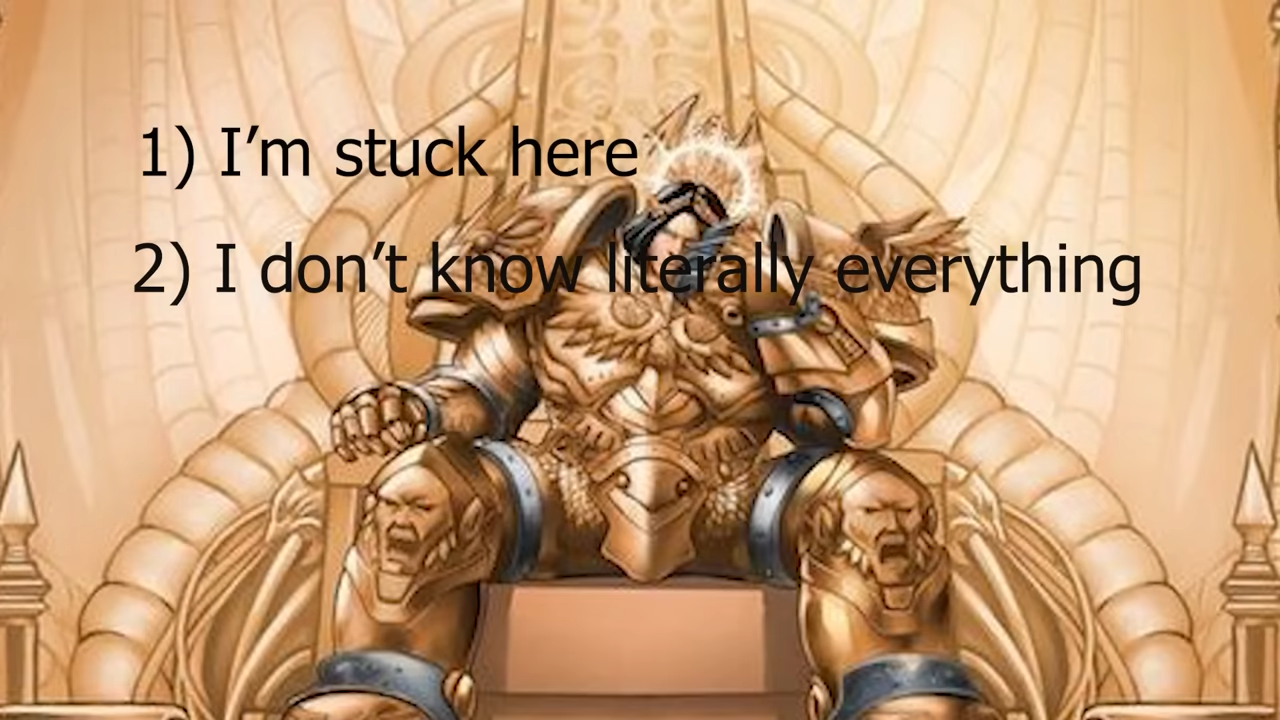 1) I’m stuck here
2) I don’t know literally everything